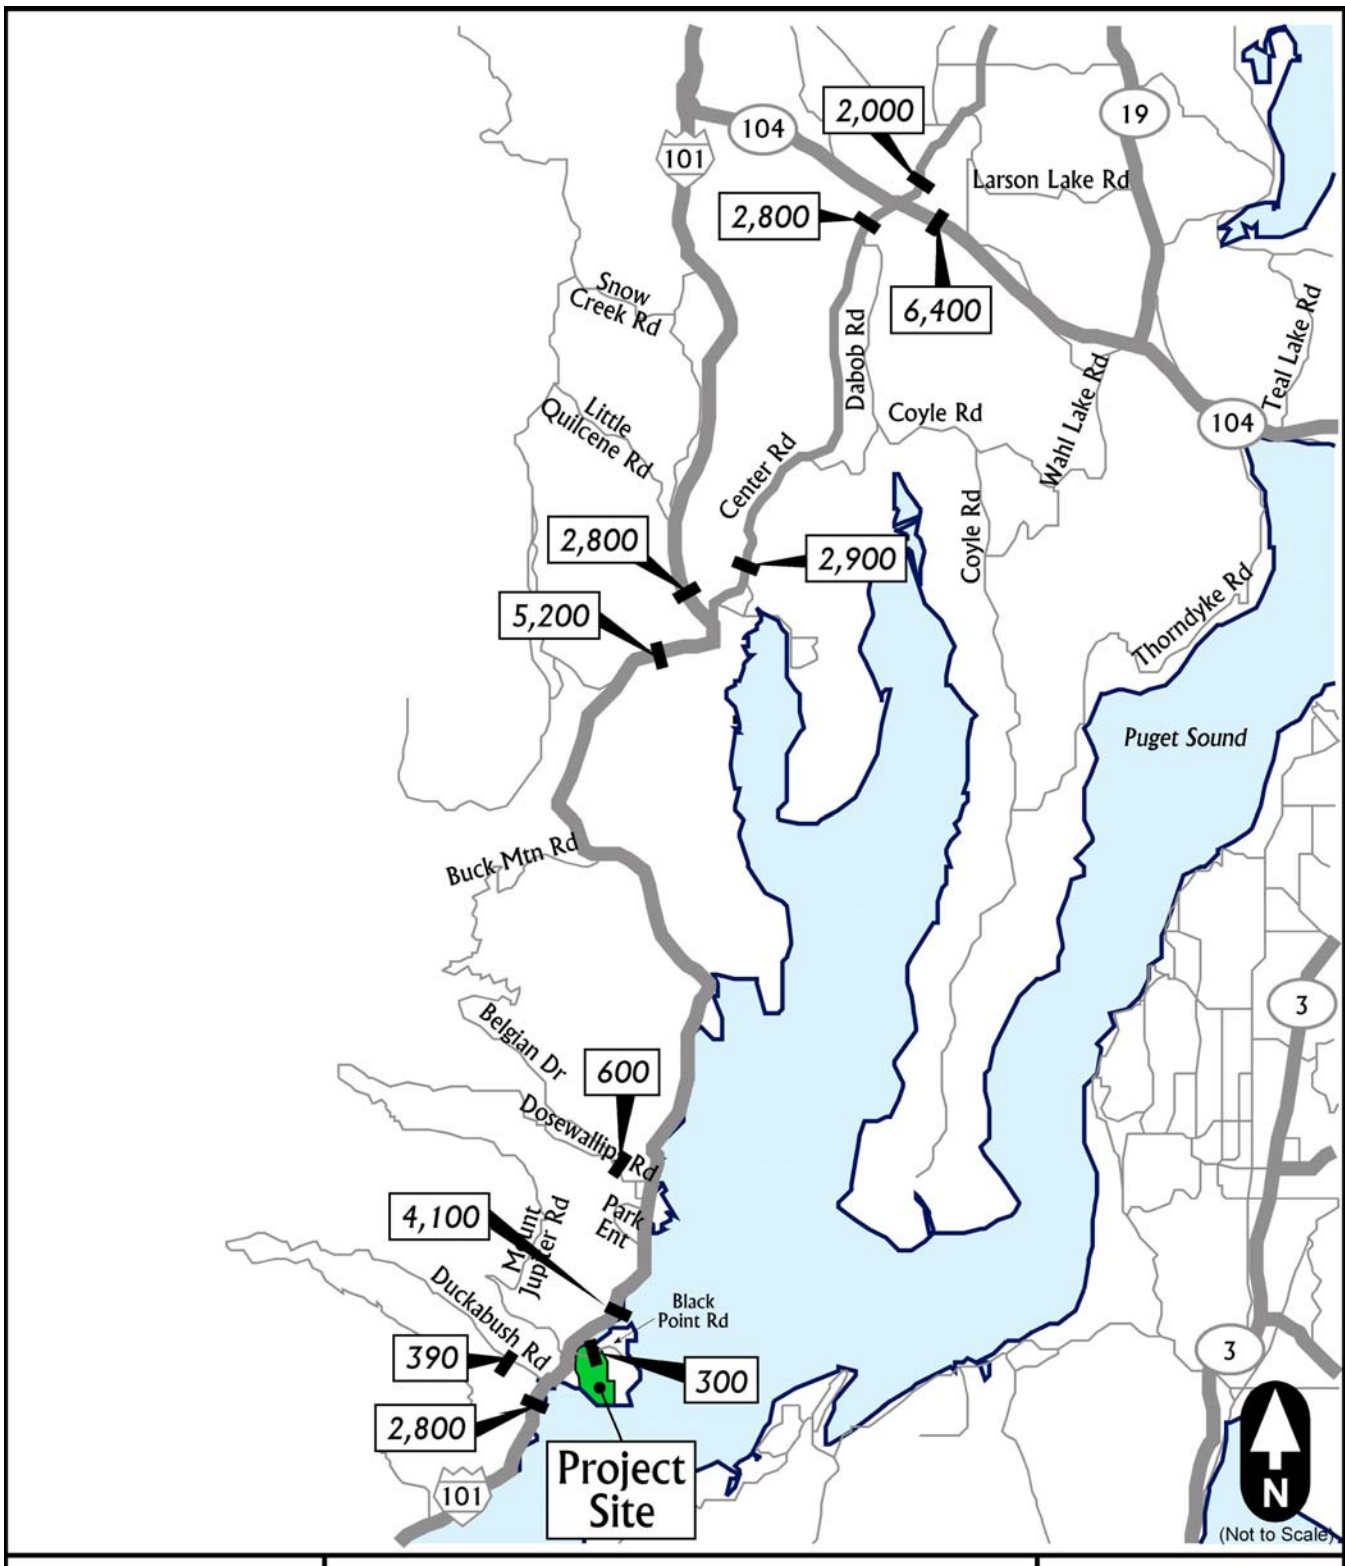 104
2,000
19
101
Larson Lake Rd
2,800
6,400
Snow
Creek Rd
Dabob Rd
Teal Lake Rd
Wahl Lake Rd
Little
Quilcene Rd
Coyle Rd
104
Center Rd
Coyle Rd
2,800
2,900
5,200
Thorndyke Rd
Puget Sound
Buck Mtn Rd
3
Belgian Dr
600
Dosewallips Rd
Park
Ent
4,100
Mount
Jupiter Rd
Duckabush Rd
Black
Point Rd
390
300
3
2,800
Project
Site
101
N
(Not to Scale)